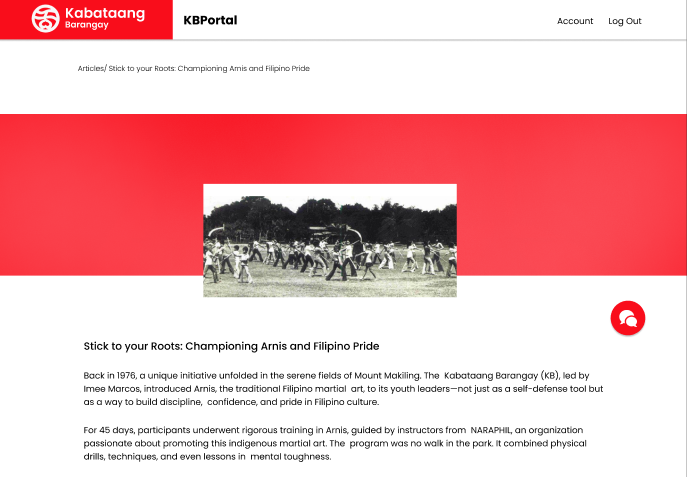 Kabataang
Barangay
KBPortal
Account
Log Out
Articles/ Stick to your Roots: Championing Arnis and Filipino Pride
Stick to your Roots: Championing Arnis and Filipino Pride
Back in 1976, a unique initiative unfolded in the serene fields of Mount Makiling. The Kabataang Barangay (KB), led by
Imee Marcos, introduced Arnis, the traditional Filipino martial art, to its youth leaders—not just as a self-defense tool but
as a way to build discipline, confidence, and pride in Filipino culture.
For 45 days, participants underwent rigorous training in Arnis, guided by instructors from NARAPHIL, an organization
passionate about promoting this indigenous martial art. The program was no walk in the park. It combined physical
drills, techniques, and even lessons in mental toughness.